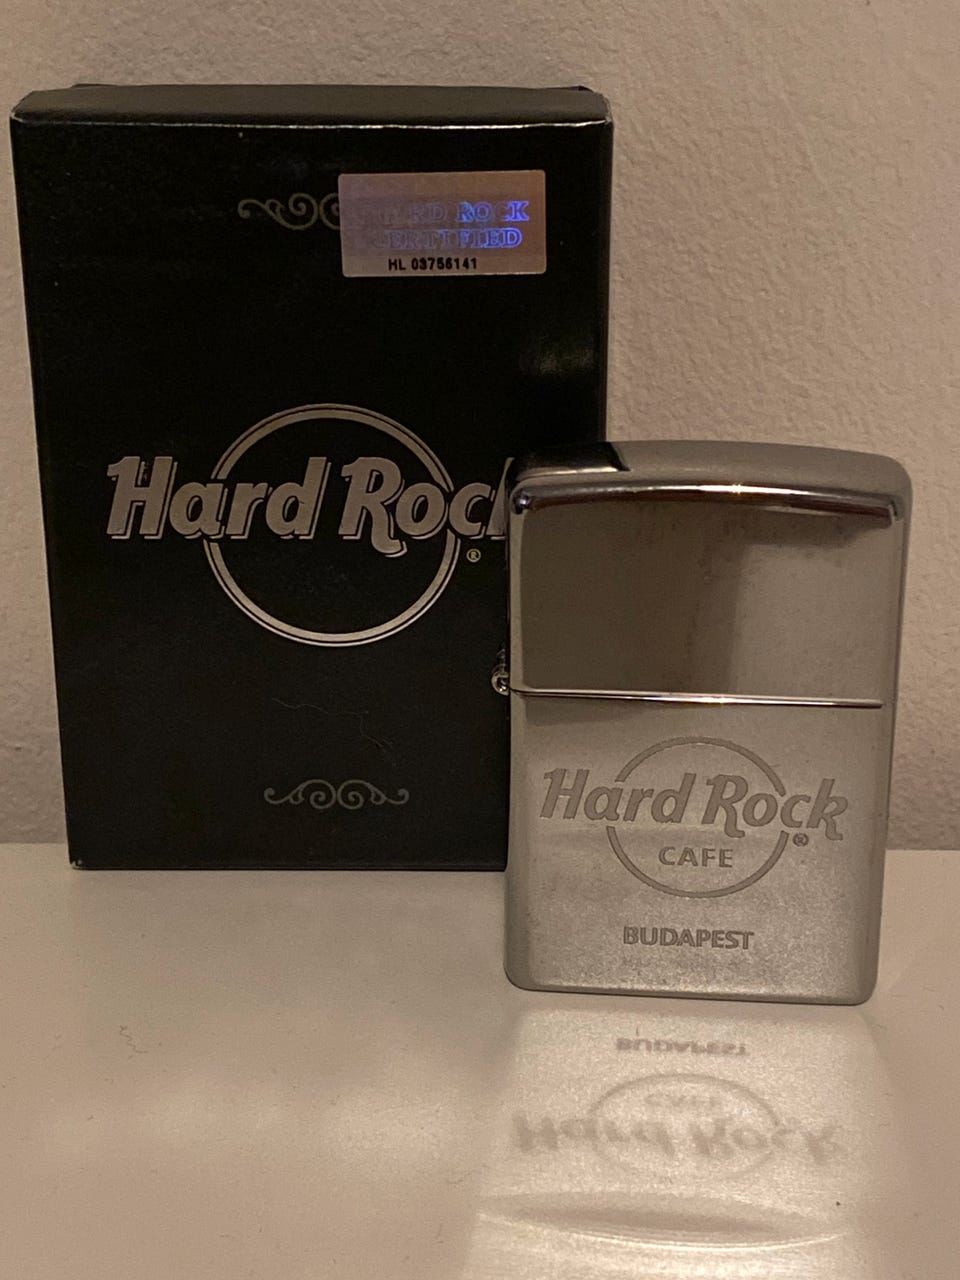 HARD ROCK
CERTIFIED
HL 03756141
Hard Rock
®
Hard Rock
®
CAFE
BUDAPEST